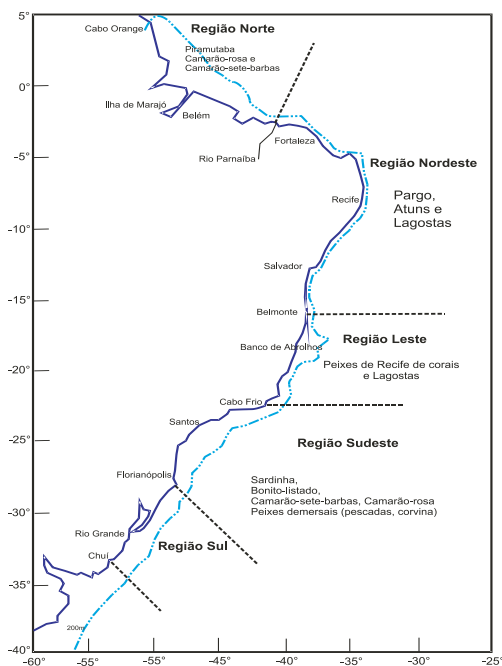 5°
Cabo Orange
Região Norte
Piramutaba
Camarão-rosa e
Camarão-sete-barbas
0°
Ilha de Marajó
Belém
Rio Parnaíba
Fortaleza
-5°
Região Nordeste
Pargo,
Atuns e
Lagostas
Recife
-10°
Salvador
-15°
Belmonte
Região Leste
Banco de Abrolhos
Peixes de Recife de corais
e Lagostas
-20°
Cabo Frio
Santos
Região Sudeste
-25°
Florianópolis
Sardinha,
Bonito-listado,
Camarão-sete-barbas, Camarão-rosa
Peixes demersais (pescadas, corvina)
-30°
Rio Grande
Região Sul
Chuí
-35°
200m
-40°
-60° -55° -55° -45° -40° -35° -30° -25°